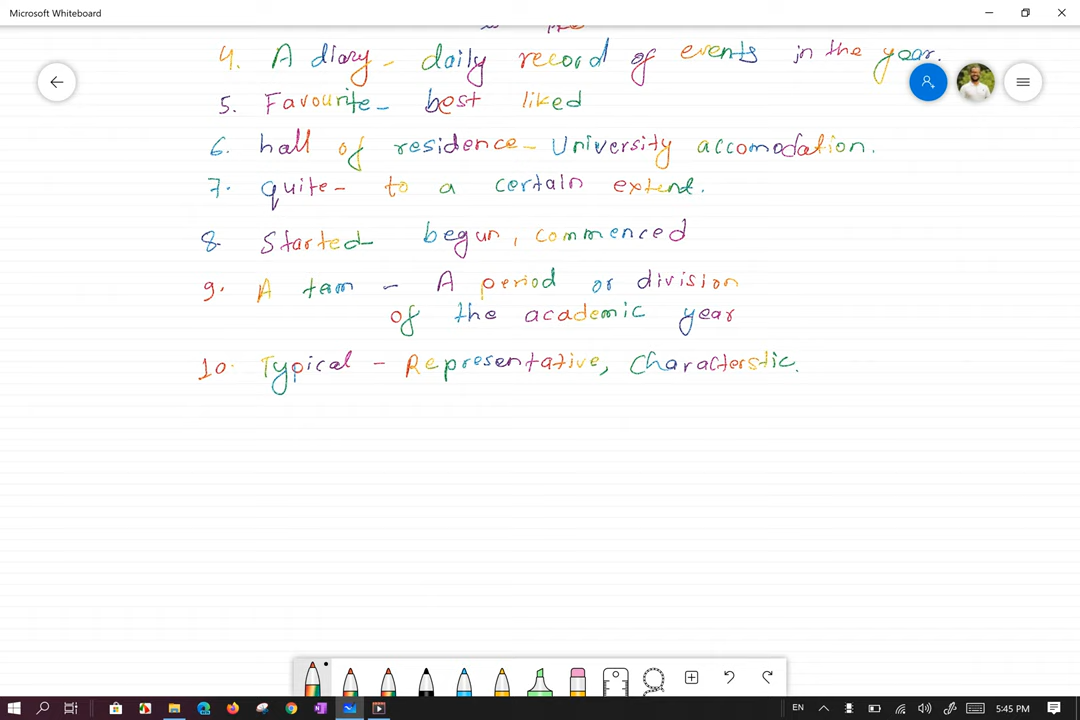 Microsoft Whiteboard
4. A diary - daily record of events in the year.
5. Favourite - best liked
6. hall of residence - University accomodation.
7. quite - to a certain extend.
8. Started begun, commenced
9. A tam - A period or division
of the academic year
10. Typical - Representative, Characterstic.
EN
5:45 PM